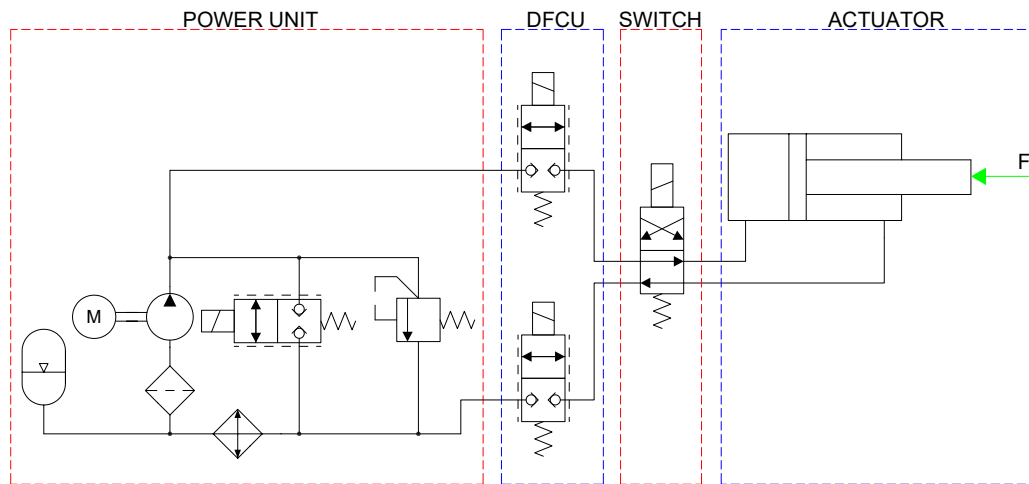 POWER UNIT
DFCU
SWITCH
ACTUATOR
F
M